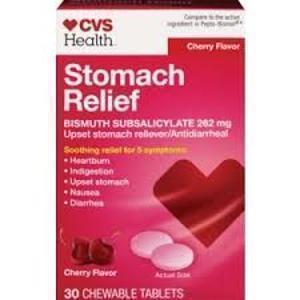 CVS
Health
Compare to the active
ingredient in Pepto-Bismol®*
Cherry Flavor
Stomach
Relief
BISMUTH SUBSALICYLATE 262 mg
Upset stomach reliever/Antidiarrheal
Soothing relief for 5 symptoms:
• Heartburn
• Indigestion
• Upset stomach
• Nausea
• Diarrhea
Cherry Flavor
Actual Size
30 CHEWABLE TABLETS